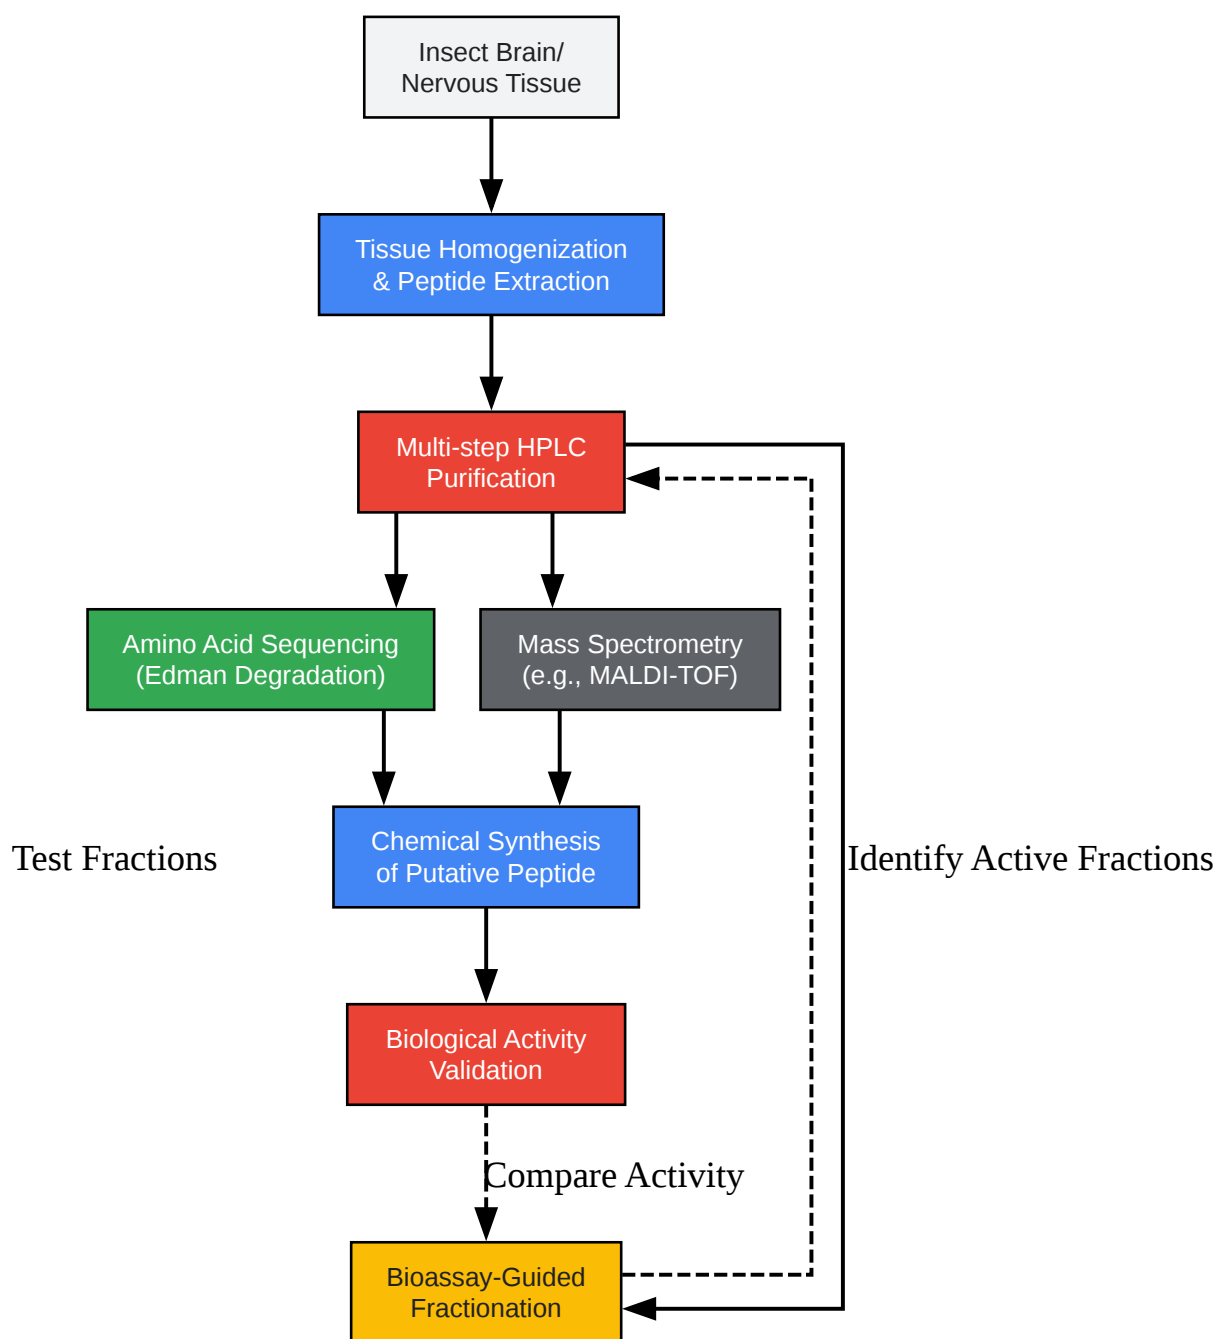 Insect Brain/
Nervous Tissue
Tissue Homogenization
& Peptide Extraction
Multi-step HPLC
Purification
Amino Acid Sequencing
(Edman Degradation)
Mass Spectrometry
(e.g., MALDI-TOF)
Chemical Synthesis
of Putative Peptide
Test Fractions
Identify Active Fractions
Biological Activity
Validation
Compare Activity
Bioassay-Guided
Fractionation